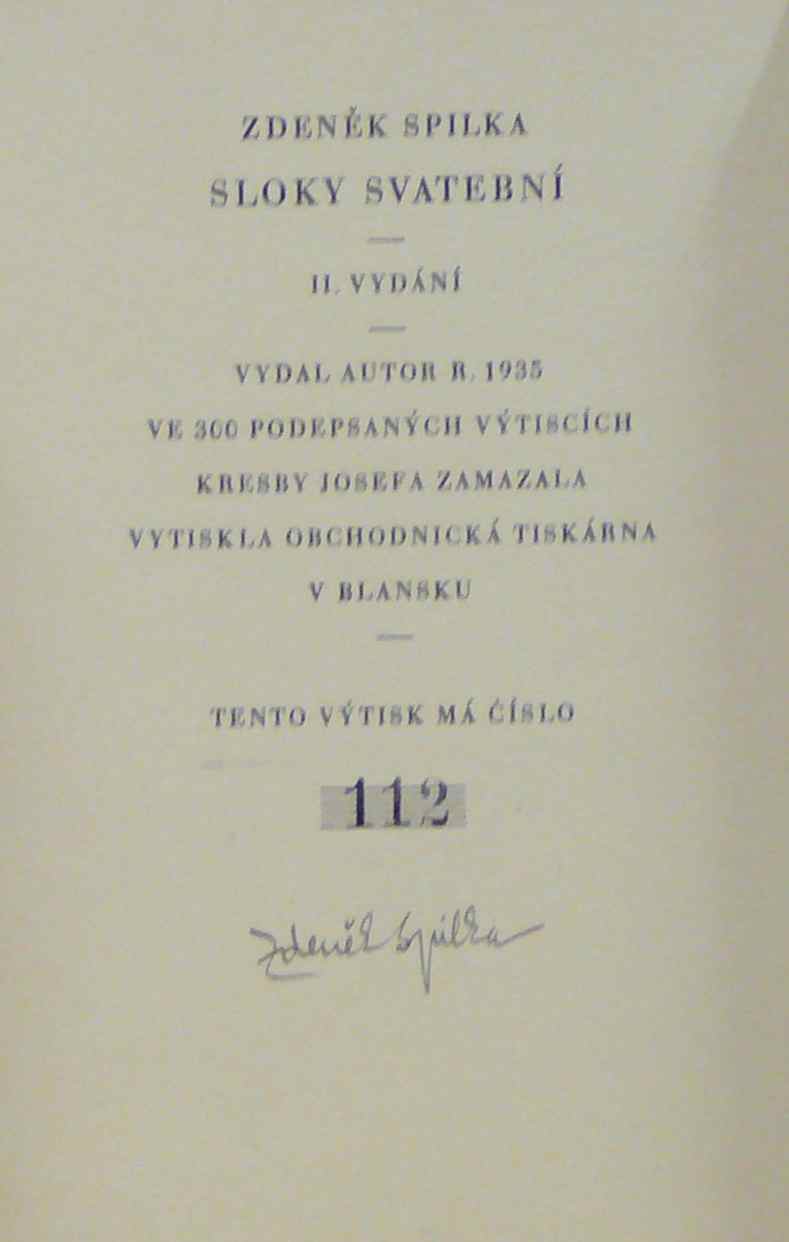 ZDENĚK SPILKA
SLOKY SVATEBNÍ
II. VYDÁNÍ
VYDAL AUTOR R. 1935
VE 300 PODEPSANÝCH VÝTISCÍCH
KRESBY JOSEFA ZAMAZALA
VYTISKLA OBCHODNICKÁ TISKÁRNA
V BLANSKU
TENTO VÝTISK MÁ ČÍSLO
112
Zdeněk Spilka